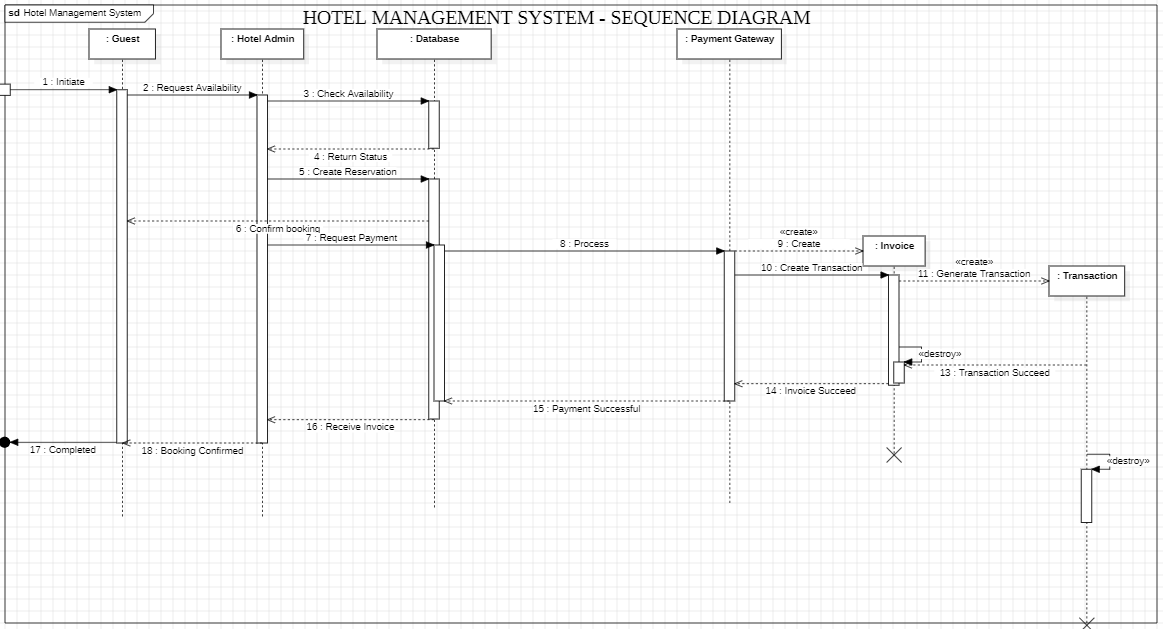 sd Hotel Management System
HOTEL MANAGEMENT SYSTEM - SEQUENCE DIAGRAM
: Guest
: Hotel Admin
: Database
: Payment Gateway
1 : Initiate
2 : Request Availability
3 : Check Availability
4 : Return Status
5 : Create Reservation
6 : Confirm booking
7 : Request Payment
8 : Process
«create»
9 : Create
: Invoice
10 : Create Transaction
«create»
11 : Generate Transaction
: Transaction
«destroy»
13 : Transaction Succeed
14 : Invoice Succeed
15 : Payment Successful
16 : Receive Invoice
17 : Completed
18 : Booking Confirmed
«destroy»